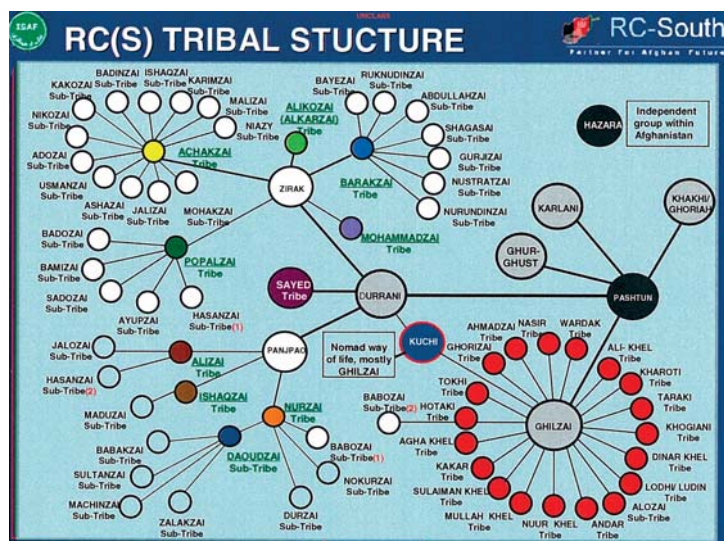 UNCLASS
ISAF
RC(S) TRIBAL STUCTURE
RC-South
Partner For Afghan Future
BADINZAI
Sub-Tribe
ISHAQZAI
Sub-Tribe
KARIMZAI
Sub-Tribe
KAKOZAI
Sub-Tribe
MALIZAI
Sub-Tribe
NIKOZAI
Sub-Tribe
NIAZY
Sub-Tribe
ADOZAI
Sub-Tribe
ACHAKZAI
Tribe
USMANZAI
Sub-Tribe
ASHAZAI
Sub-Tribe
JALIZAI
Sub-Tribe
MOHAKZAI
Sub-Tribe
ALIKOZAI
(ALKARZAI)
Tribe
BAYEZAI
Sub-Tribe
RUKNUDINZAI
Sub-Tribe
ABDULLAHZAI
Sub-Tribe
SHAGASAI
Sub-Tribe
GURJIZAI
Sub-Tribe
NUSTRATZAI
Sub-Tribe
NURUNDINZAI
Sub-Tribe
BARAKZAI
Tribe
ZIRAK
MOHAMMADZAI
Tribe
HAZARA
Independent
group within
Afghanistan
KARLANI
KHAKHI/
GHORIAH
GHUR-
GHUST
PASHTUN
BADOZAI
Sub-Tribe
POPALZAI
Tribe
BAMIZAI
Sub-Tribe
SADOZAI
Sub-Tribe
AYUPZAI
Sub-Tribe
HASANZAI
Sub-Tribe(1)
SAYED
Tribe
DURRANI
PANJPAO
Nomad way
of life, mostly
GHILZAI
KUCHI
JALOZAI
Sub-Tribe
ALIZAI
Tribe
HASANZAI
Sub-Tribe(2)
ISHAQZAI
Tribe
MADUZAI
Sub-Tribe
NURZAI
Tribe
BABAKZAI
Sub-Tribe
DAOUDZAI
Sub-Tribe
SULTANZAI
Sub-Tribe
MACHINZAI
Sub-Tribe
ZALAKZAI
Sub-Tribe
BABOZAI
Sub-Tribe(1)
NOKURZAI
Sub-Tribe
DURZAI
Sub-Tribe
BABOZAI
Sub-Tribe(2)
GHILZAI
AHMADZAI
Tribe
NASIR
Tribe
WARDAK
Tribe
GHORIZAI
Tribe
ALI- KHEL
Tribe
KHAROTI
Tribe
TOKHI
Tribe
TARAKI
Tribe
HOTAKI
Tribe
KHOGIANI
Tribe
AGHA KHEL
Tribe
DINAR KHEL
Tribe
KAKAR
Tribe
LODHI/ LUDIN
Tribe
SULAIMAN KHEL
Tribe
ALOZAI
Sub-Tribe
MULLAH KHEL
Tribe
NUUR KHEL
Tribe
ANDAR
Tribe